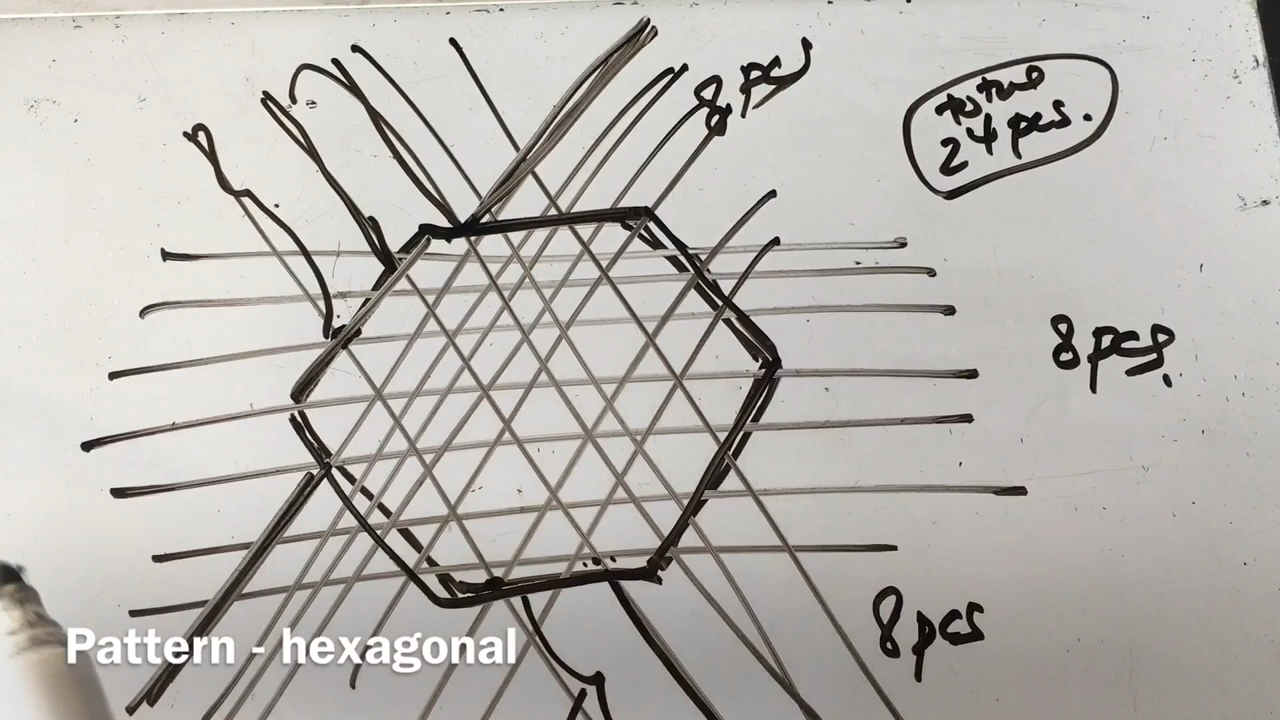 8 pcs
total
24 pcs.
8 pcs.
8 pcs
Pattern - hexagonal